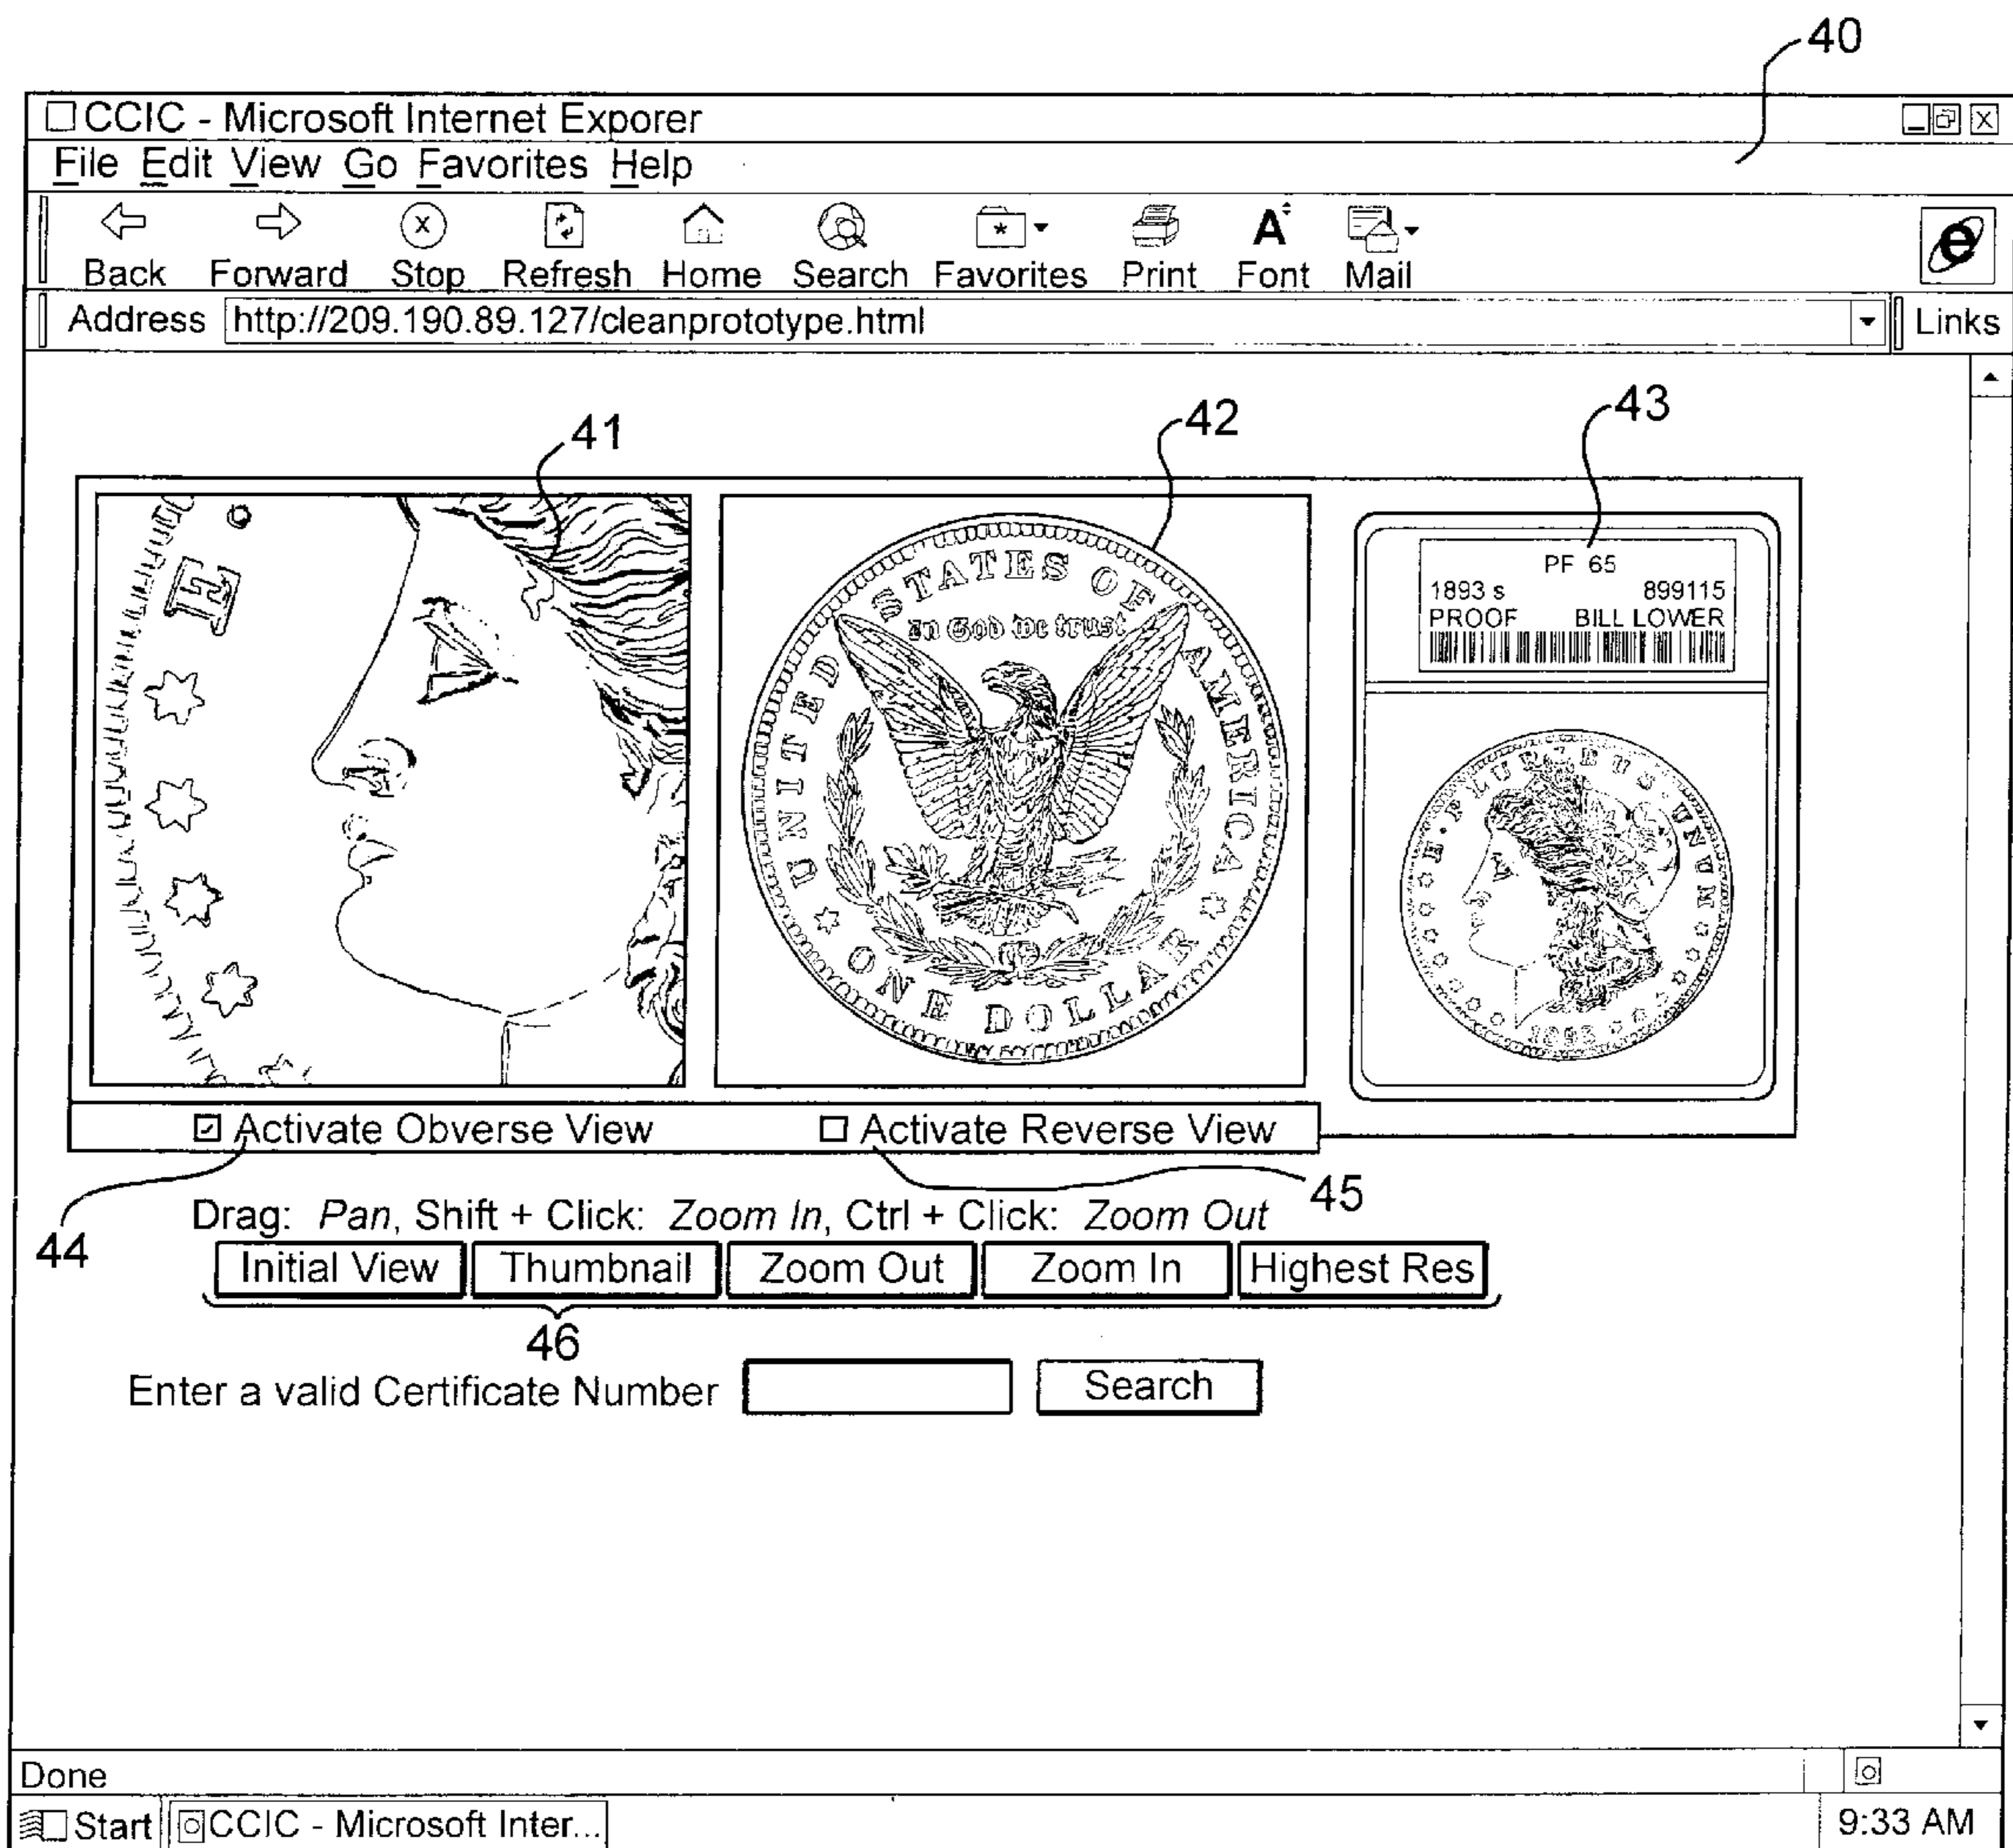 40
CCIC - Microsoft Internet Exporer
File Edit View Go Favorites Help
Back Forward Stop Refresh Home Search Favorites Print Font Mail
Address http://209.190.89.127/cleanprototype.html Links
41 42 43
E
UNITED STATES OF AMERICA
In God we trust
ONE DOLLAR
PF 65
1893 s 899115
PROOF BILL LOWER
E · PLURIBUS · UNUM
1893
Activate Obverse View Activate Reverse View
44 45
Drag: Pan, Shift + Click: Zoom In, Ctrl + Click: Zoom Out
Initial View Thumbnail Zoom Out Zoom In Highest Res
46
Enter a valid Certificate Number Search
Done
Start CCIC - Microsoft Inter... 9:33 AM